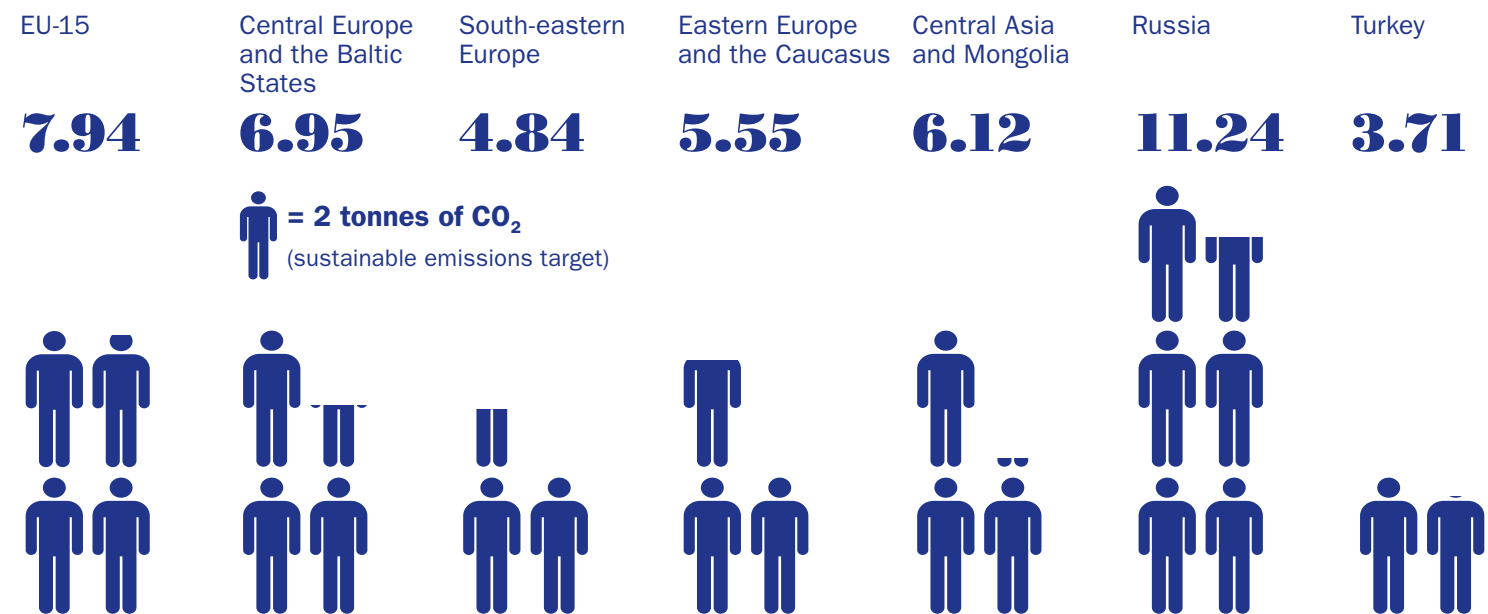 EU-15
7.94
Central Europe
and the Baltic
States
6.95
South-eastern
Europe
4.84
Eastern Europe
and the Caucasus
5.55
Central Asia
and Mongolia
6.12
Russia
11.24
Turkey
3.71
= 2 tonnes of CO₂
(sustainable emissions target)